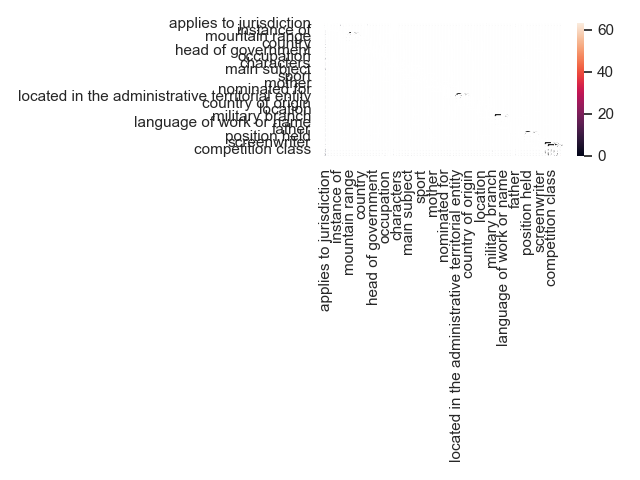 applies to jurisdiction
instance of
mountain range
country
head of government
occupation
characters
main subject
sport
mother
nominated for
located in the administrative territorial entity
country of origin
location
military branch
language of work or name
father
position held
screenwriter
competition class
60
40
20
0
applies to jurisdiction
instance of
mountain range
country
head of government
occupation
characters
main subject
sport
mother
nominated for
located in the administrative territorial entity
country of origin
location
military branch
language of work or name
father
position held
screenwriter
competition class